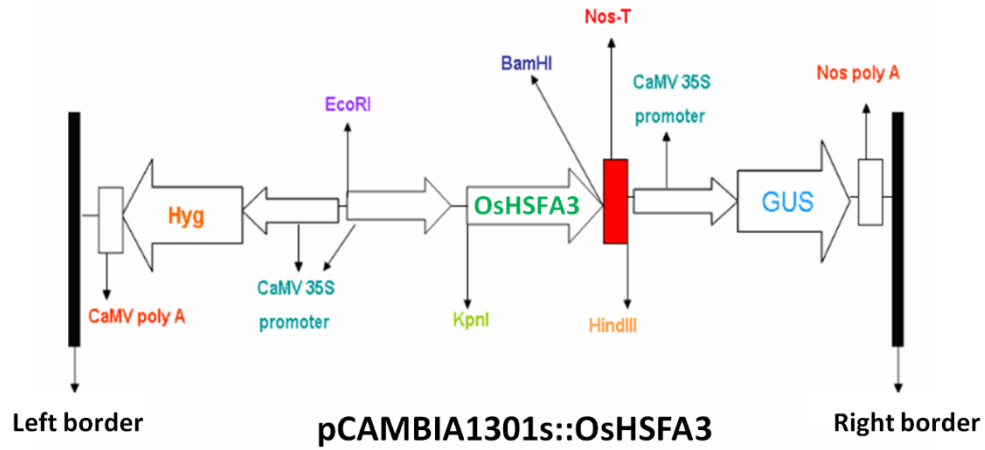 Nos-T
BamHI
Nos poly A
CaMV 35S
promoter
EcoRI
Hyg
OsHSFA3
GUS
CaMV 35S
promoter
CaMV poly A
KpnI
HindIII
Left border
Right border
pCAMBIA1301s::OsHSFA3